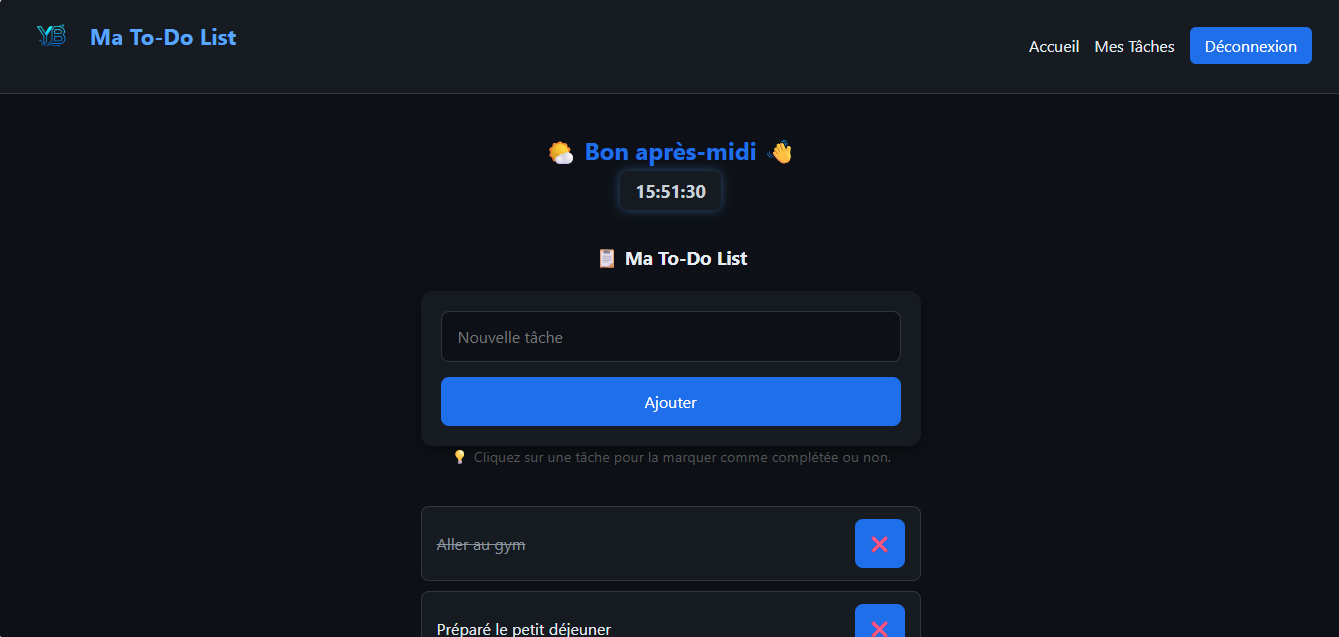 YB Ma To-Do List
Accueil Mes Tâches Déconnexion
Bon après-midi
15:51:30
Ma To-Do List
Nouvelle tâche
Ajouter
Cliquez sur une tâche pour la marquer comme complétée ou non.
Aller au gym
Préparé le petit déjeuner